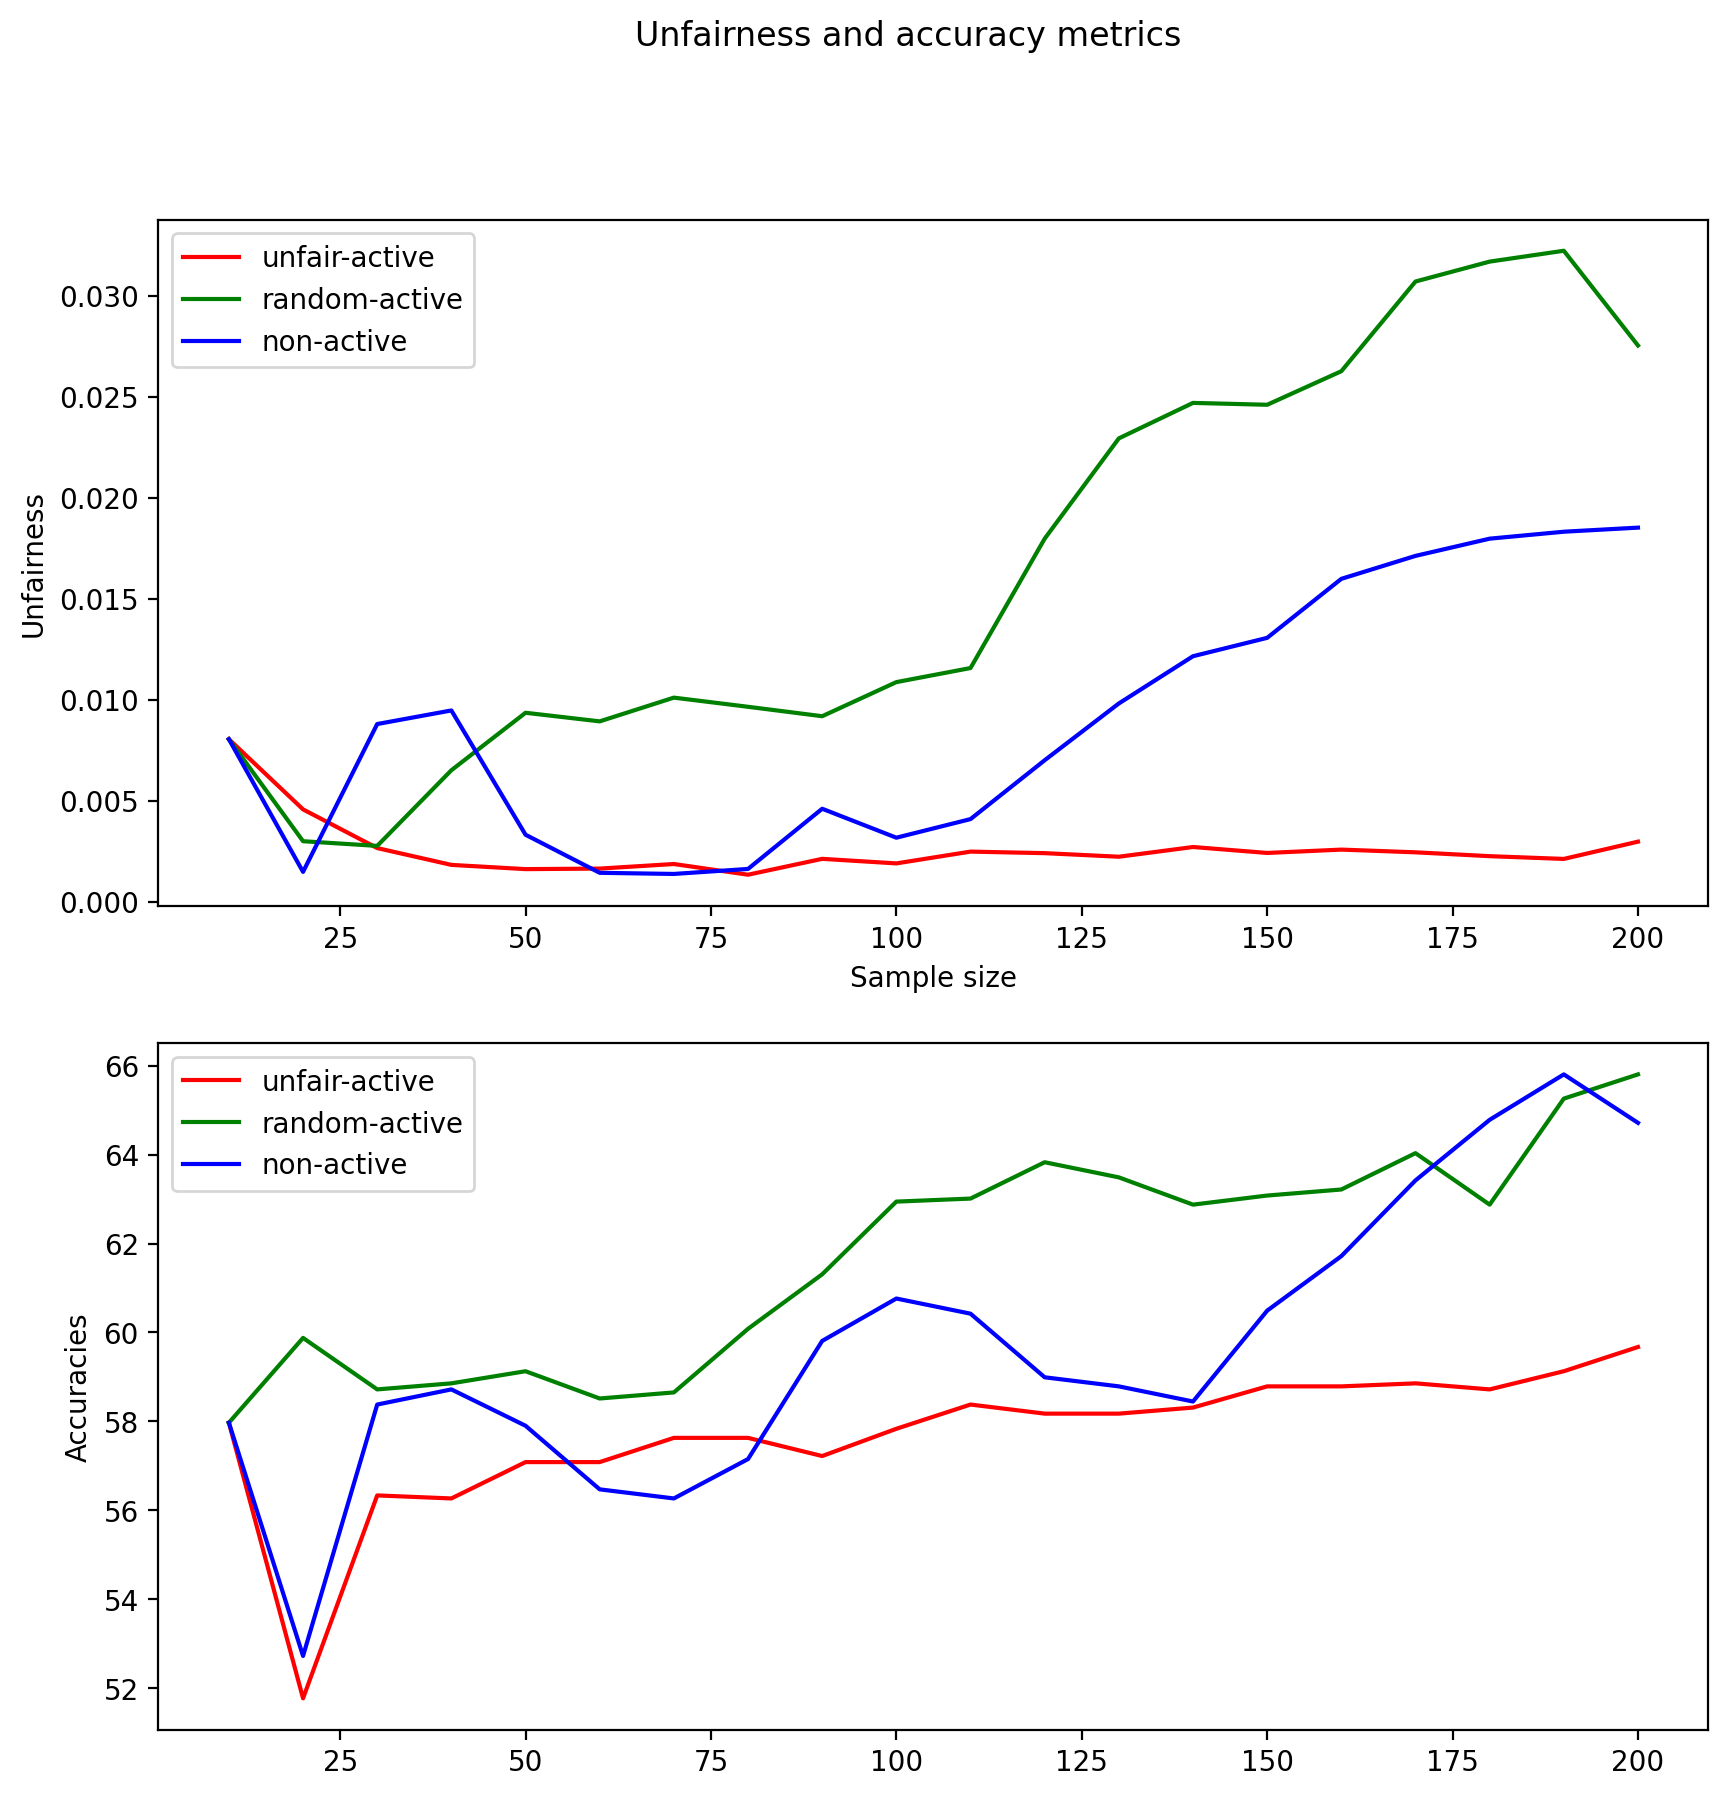 Unfairness and accuracy metrics
unfair-active
random-active
non-active
0.030
0.025
0.020
0.015
0.010
0.005
0.000
Unfairness
25 50 75 100 125 150 175 200
Sample size
unfair-active
random-active
non-active
66
64
62
60
58
56
54
52
Accuracies
25 50 75 100 125 150 175 200